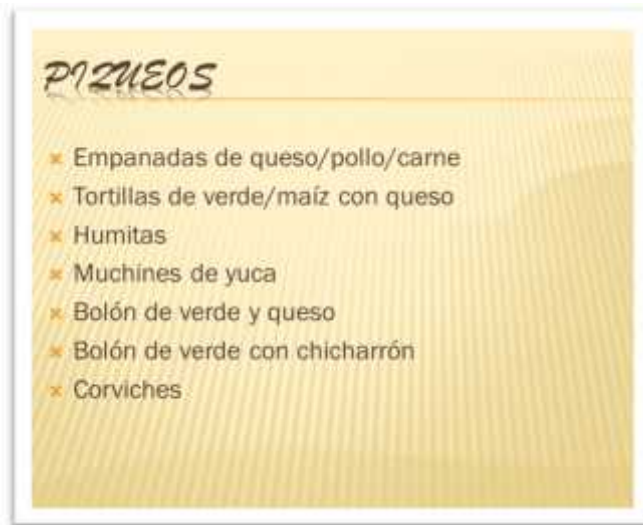 PIQUEOS
Empanadas de queso/pollo/carne
Tortillas de verde/maíz con queso
Humitas
Muchines de yuca
Bolón de verde y queso
Bolón de verde con chicharrón
Corviches